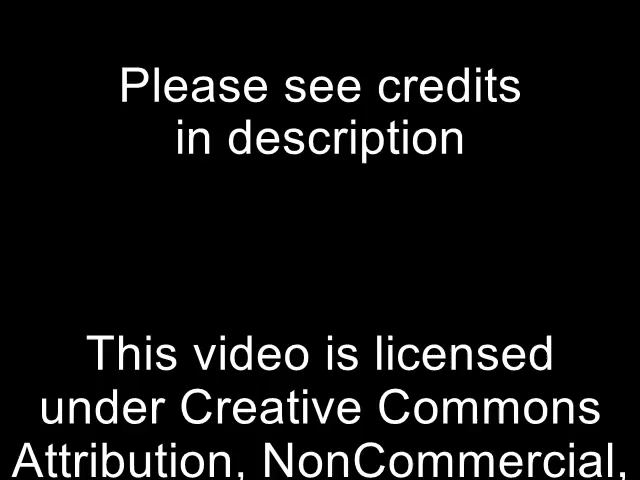 Please see credits
in description
This video is licensed
under Creative Commons
Attribution, NonCommercial,